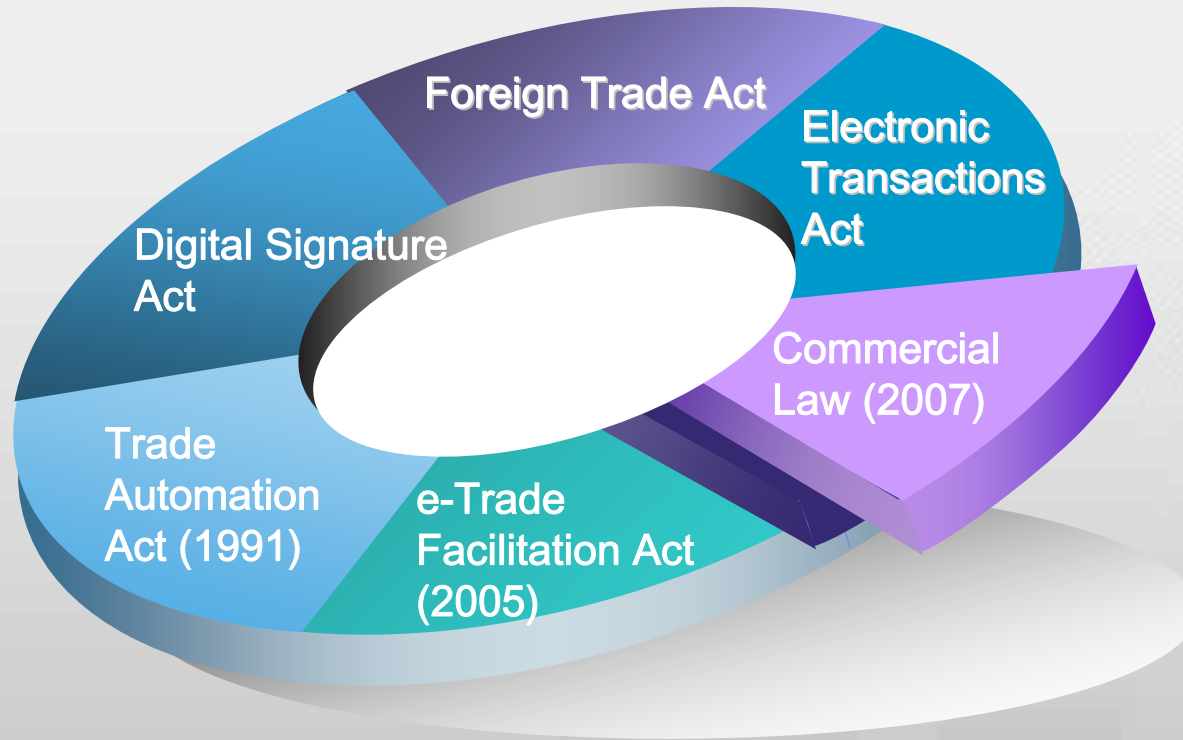 Foreign Trade Act
Electronic
Transactions
Act
Digital Signature
Act
Commercial
Law (2007)
Trade
Automation
Act (1991)
e-Trade
Facilitation Act
(2005)